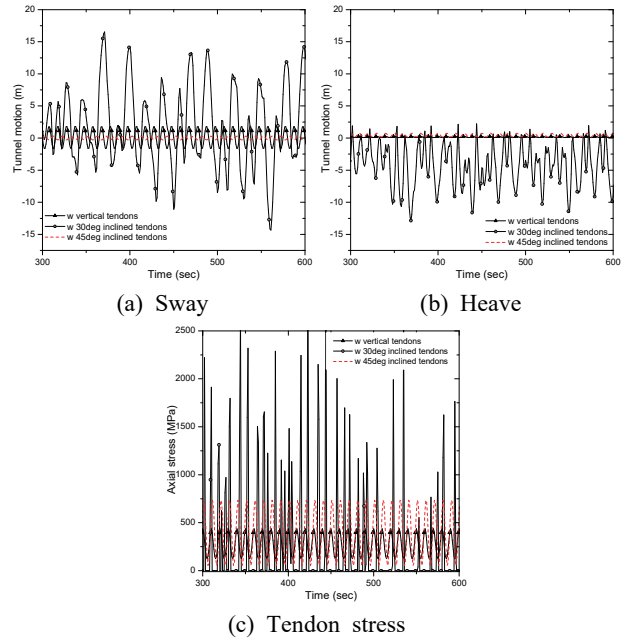 20
15
10
5
0
-5
-10
-15
Tunnel motion (m)
w vertical tendons
w 30deg inclined tendons
w 45deg inclined tendons
300 400 500 600
Time (sec)
(a) Sway
20
15
10
5
0
-5
-10
-15
Tunnel motion (m)
w vertical tendons
w 30deg inclined tendons
w 45deg inclined tendons
300 400 500 600
Time (sec)
(b) Heave
2500
2000
1500
1000
500
0
Axial stress (MPa)
w vertical tendons
w 30deg inclined tendons
w 45deg inclined tendons
300 400 500 600
Time (sec)
(c) Tendon stress